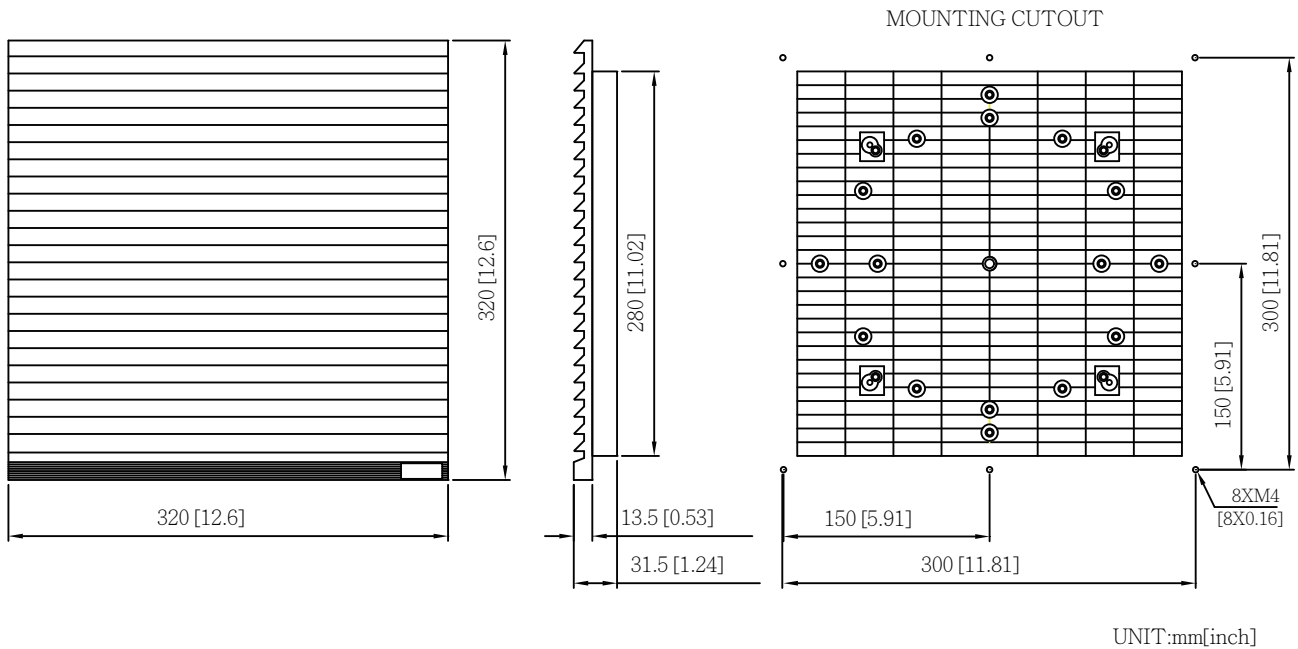 MOUNTING CUTOUT
320 [12.6]
320 [12.6]
280 [11.02]
13.5 [0.53]
31.5 [1.24]
300 [11.81]
150 [5.91]
150 [5.91]
300 [11.81]
8XM4
[8X0.16]
UNIT:mm[inch]